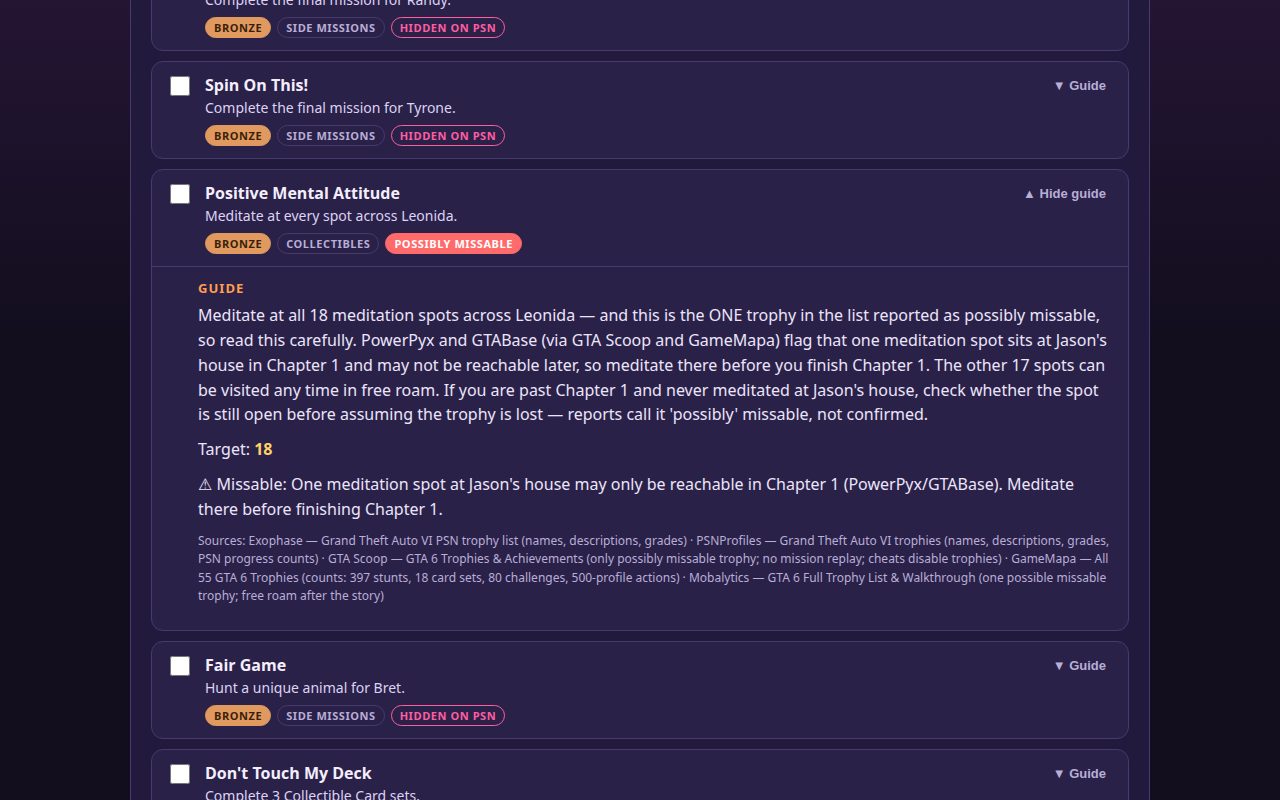 Complete the final mission for Randy.
BRONZE SIDE MISSIONS HIDDEN ON PSN
Spin On This! ▼ Guide
Complete the final mission for Tyrone.
BRONZE SIDE MISSIONS HIDDEN ON PSN
Positive Mental Attitude ▲ Hide guide
Meditate at every spot across Leonida.
BRONZE COLLECTIBLES POSSIBLY MISSABLE
GUIDE
Meditate at all 18 meditation spots across Leonida — and this is the ONE trophy in the list reported as possibly missable,
so read this carefully. PowerPyx and GTABase (via GTA Scoop and GameMapa) flag that one meditation spot sits at Jason's
house in Chapter 1 and may not be reachable later, so meditate there before you finish Chapter 1. The other 17 spots can
be visited any time in free roam. If you are past Chapter 1 and never meditated at Jason's house, check whether the spot
is still open before assuming the trophy is lost — reports call it 'possibly' missable, not confirmed.
Target: 18
⚠ Missable: One meditation spot at Jason's house may only be reachable in Chapter 1 (PowerPyx/GTABase). Meditate
there before finishing Chapter 1.
Sources: Exophase — Grand Theft Auto VI PSN trophy list (names, descriptions, grades) · PSNProfiles — Grand Theft Auto VI trophies (names, descriptions, grades,
PSN progress counts) · GTA Scoop — GTA 6 Trophies & Achievements (only possibly missable trophy; no mission replay; cheats disable trophies) · GameMapa — All
55 GTA 6 Trophies (counts: 397 stunts, 18 card sets, 80 challenges, 500-profile actions) · Mobalytics — GTA 6 Full Trophy List & Walkthrough (one possible missable
trophy; free roam after the story)
Fair Game ▼ Guide
Hunt a unique animal for Bret.
BRONZE SIDE MISSIONS HIDDEN ON PSN
Don't Touch My Deck ▼ Guide
Complete 3 Collectible Card sets.